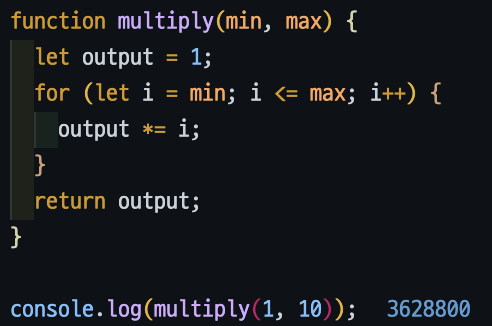 function multiply(min, max) {
  let output = 1;
  for (let i = min; i <= max; i++) {
    output *= i;
  }
  return output;
}

console.log(multiply(1, 10));  3628800